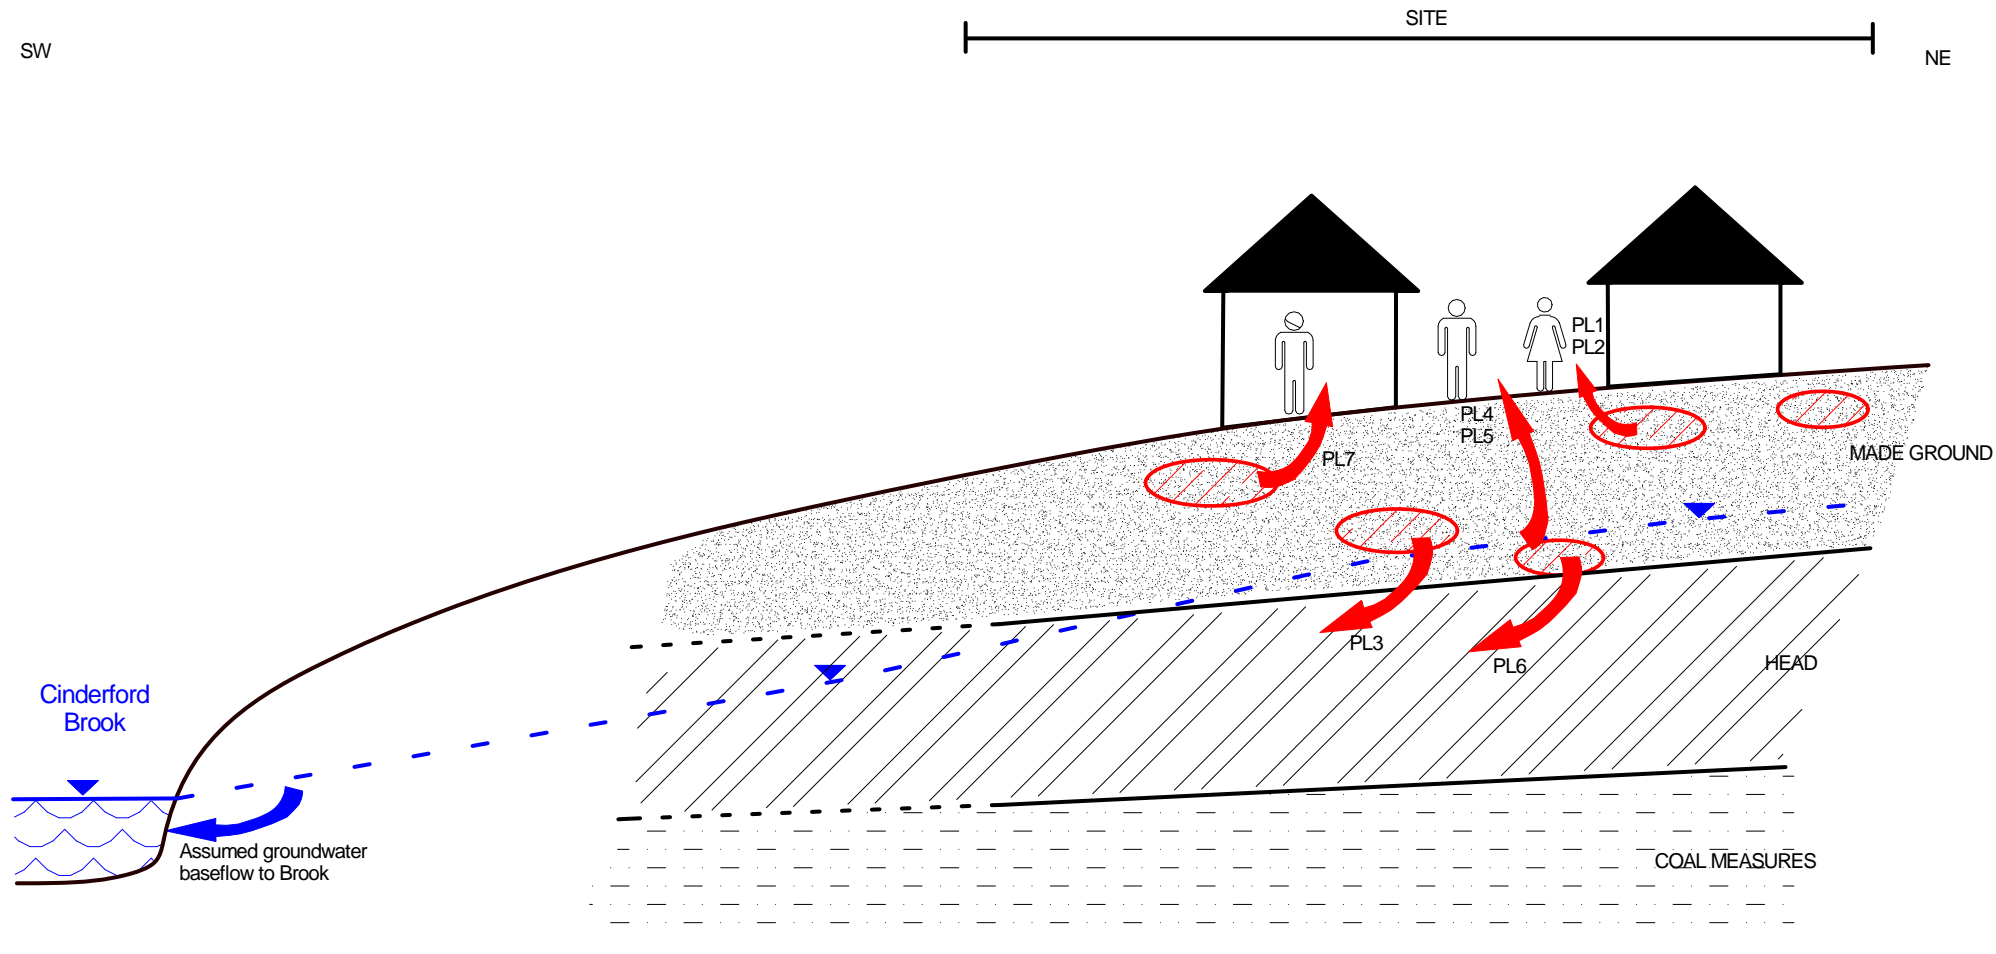 SITE
SW
NE
PL1
PL2
PL4
PL5
PL7
MADE GROUND
PL3
PL6
HEAD
Cinderford
Brook
Assumed groundwater
baseflow to Brook
COAL MEASURES